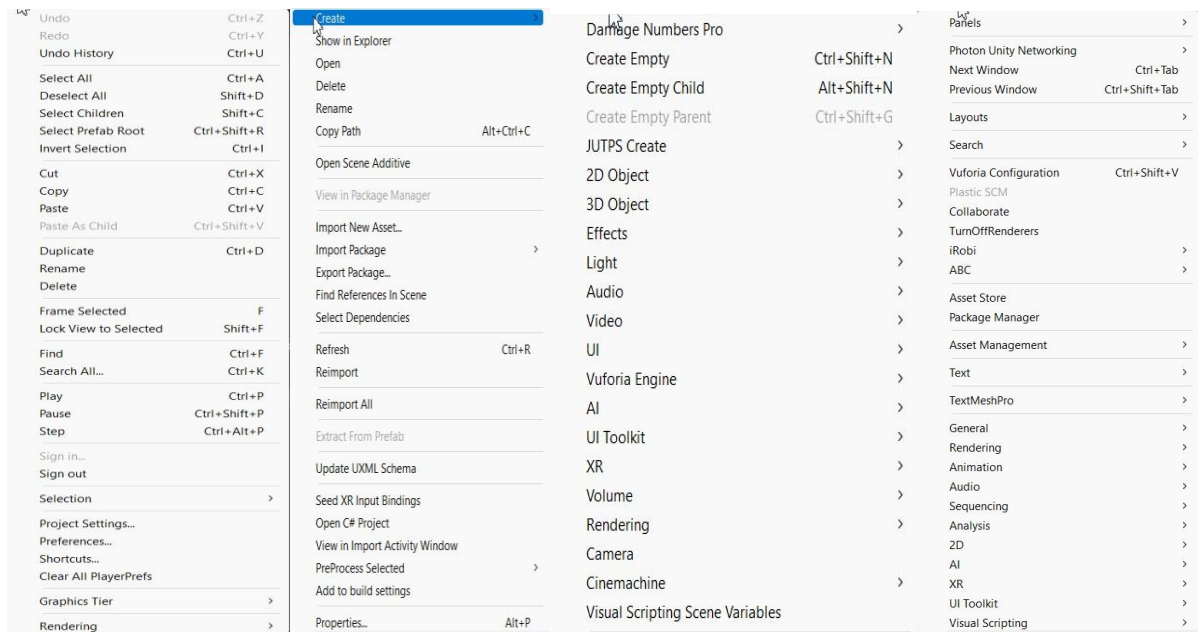 Undo Ctrl+Z
Redo Ctrl+Y
Undo History Ctrl+U
Select All Ctrl+A
Deselect All Shift+D
Select Children Shift+C
Select Prefab Root Ctrl+Shift+R
Invert Selection Ctrl+I
Cut Ctrl+X
Copy Ctrl+C
Paste Ctrl+V
Paste As Child Ctrl+Shift+V
Duplicate Ctrl+D
Rename
Delete
Frame Selected F
Lock View to Selected Shift+F
Find Ctrl+F
Search All... Ctrl+K
Play Ctrl+P
Pause Ctrl+Shift+P
Step Ctrl+Alt+P
Sign in...
Sign out
Selection
Project Settings...
Preferences...
Shortcuts...
Clear All PlayerPrefs
Graphics Tier
Rendering
Create
Show in Explorer
Open
Delete
Rename
Copy Path Alt+Ctrl+C
Open Scene Additive
View in Package Manager
Import New Asset...
Import Package
Export Package...
Find References In Scene
Select Dependencies
Refresh Ctrl+R
Reimport
Reimport All
Extract From Prefab
Update UXML Schema
Seed XR Input Bindings
Open C# Project
View in Import Activity Window
PreProcess Selected
Add to build settings
Properties... Alt+P
Damage Numbers Pro
Create Empty Ctrl+Shift+N
Create Empty Child Alt+Shift+N
Create Empty Parent Ctrl+Shift+G
JUTPS Create
2D Object
3D Object
Effects
Light
Audio
Video
UI
Vuforia Engine
AI
UI Toolkit
XR
Volume
Rendering
Camera
Cinemachine
Visual Scripting Scene Variables
Panels
Photon Unity Networking
Next Window Ctrl+Tab
Previous Window Ctrl+Shift+Tab
Layouts
Search
Vuforia Configuration Ctrl+Shift+V
Plastic SCM
Collaborate
TurnOffRenderers
iRobi
ABC
Asset Store
Package Manager
Asset Management
Text
TextMeshPro
General
Rendering
Animation
Audio
Sequencing
Analysis
2D
AI
XR
UI Toolkit
Visual Scripting